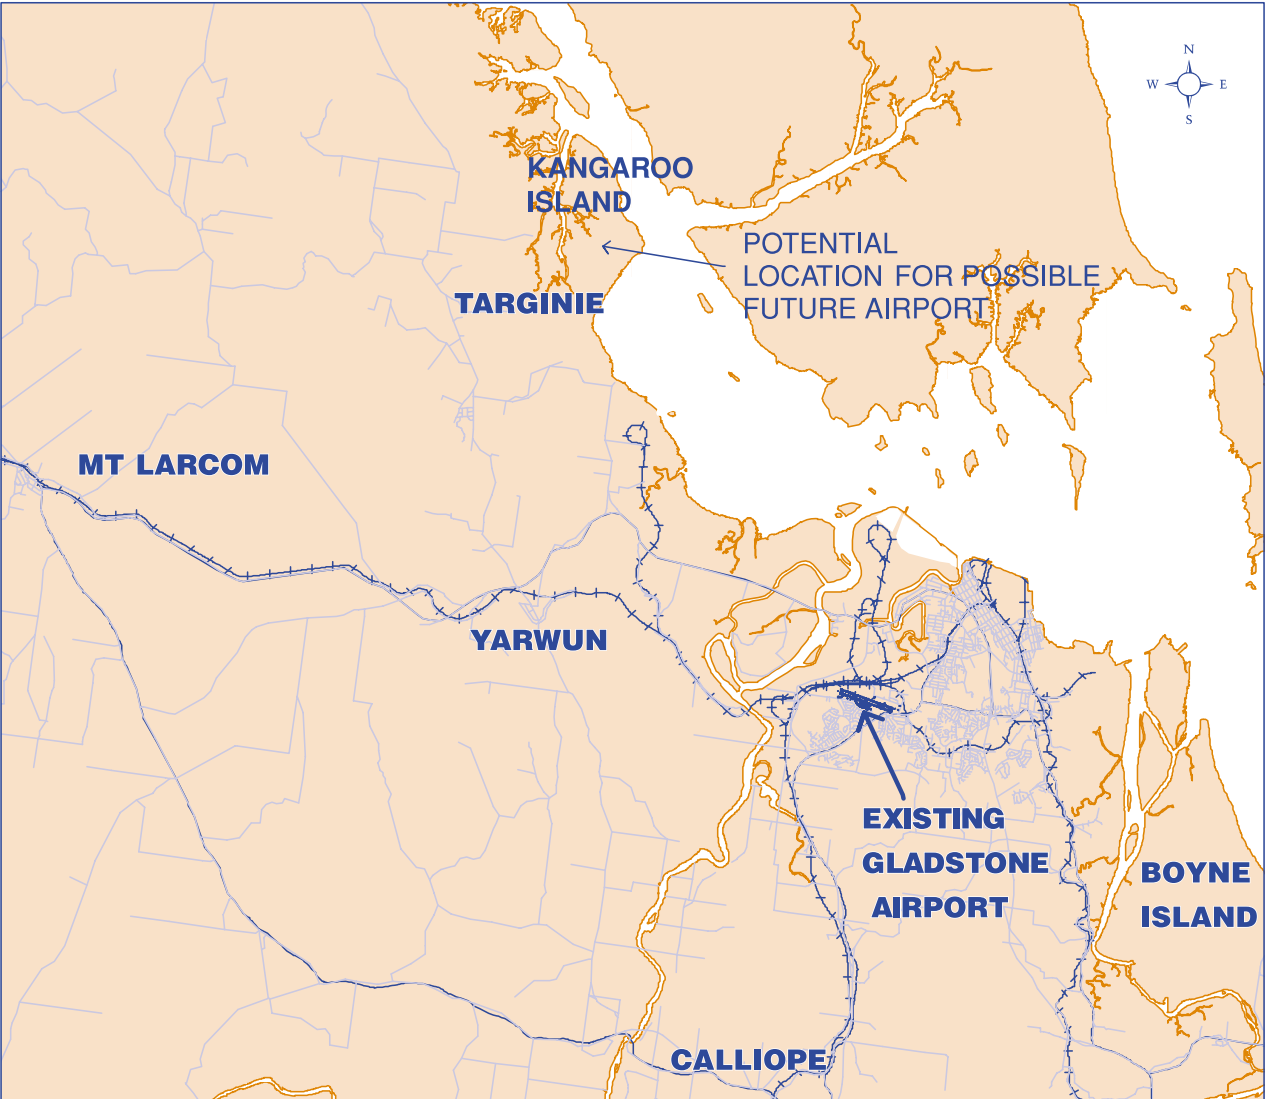 N
W E
S
KANGAROO
ISLAND
POTENTIAL
LOCATION FOR POSSIBLE
FUTURE AIRPORT
TARGINIE
MT LARCOM
YARWUN
EXISTING
GLADSTONE
AIRPORT
BOYNE
ISLAND
CALLIOPE